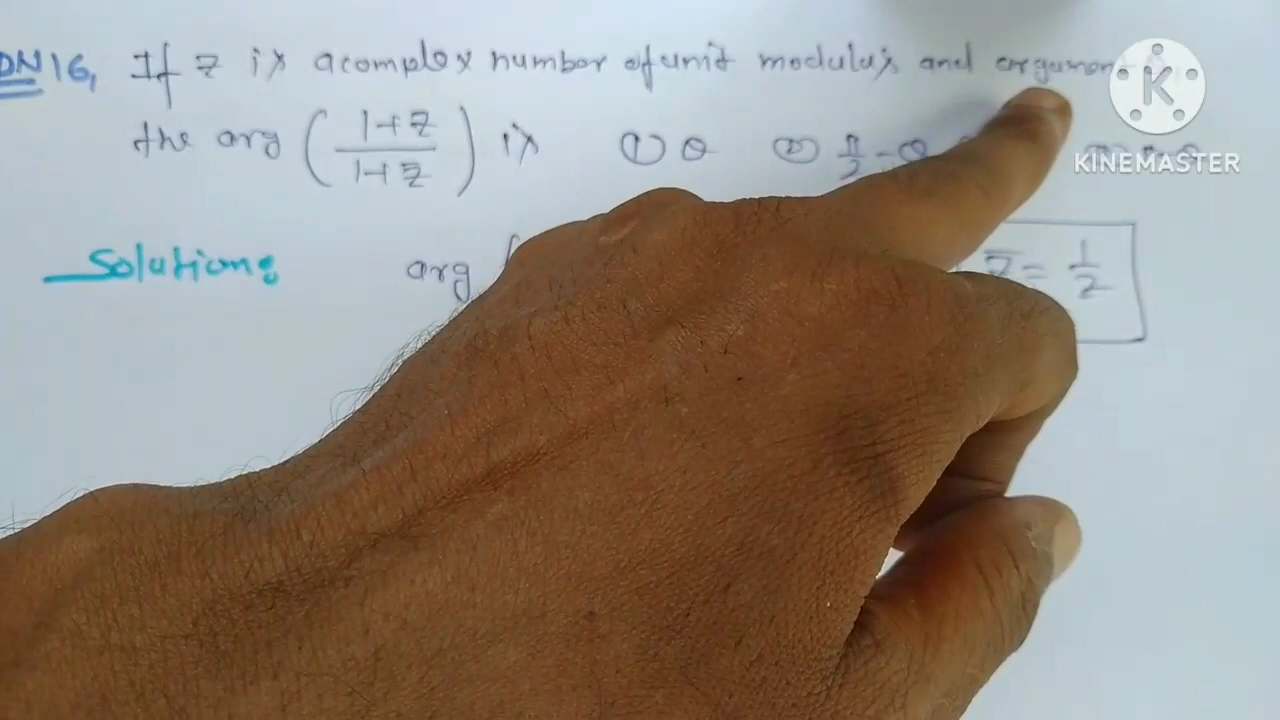 QN16, If z is a complex number of unit modulus and argument
the arg (1+z / 1+z̄) is ① θ ② π/2 - θ
Solution: arg z̄ = 1/z
K
KINEMASTER